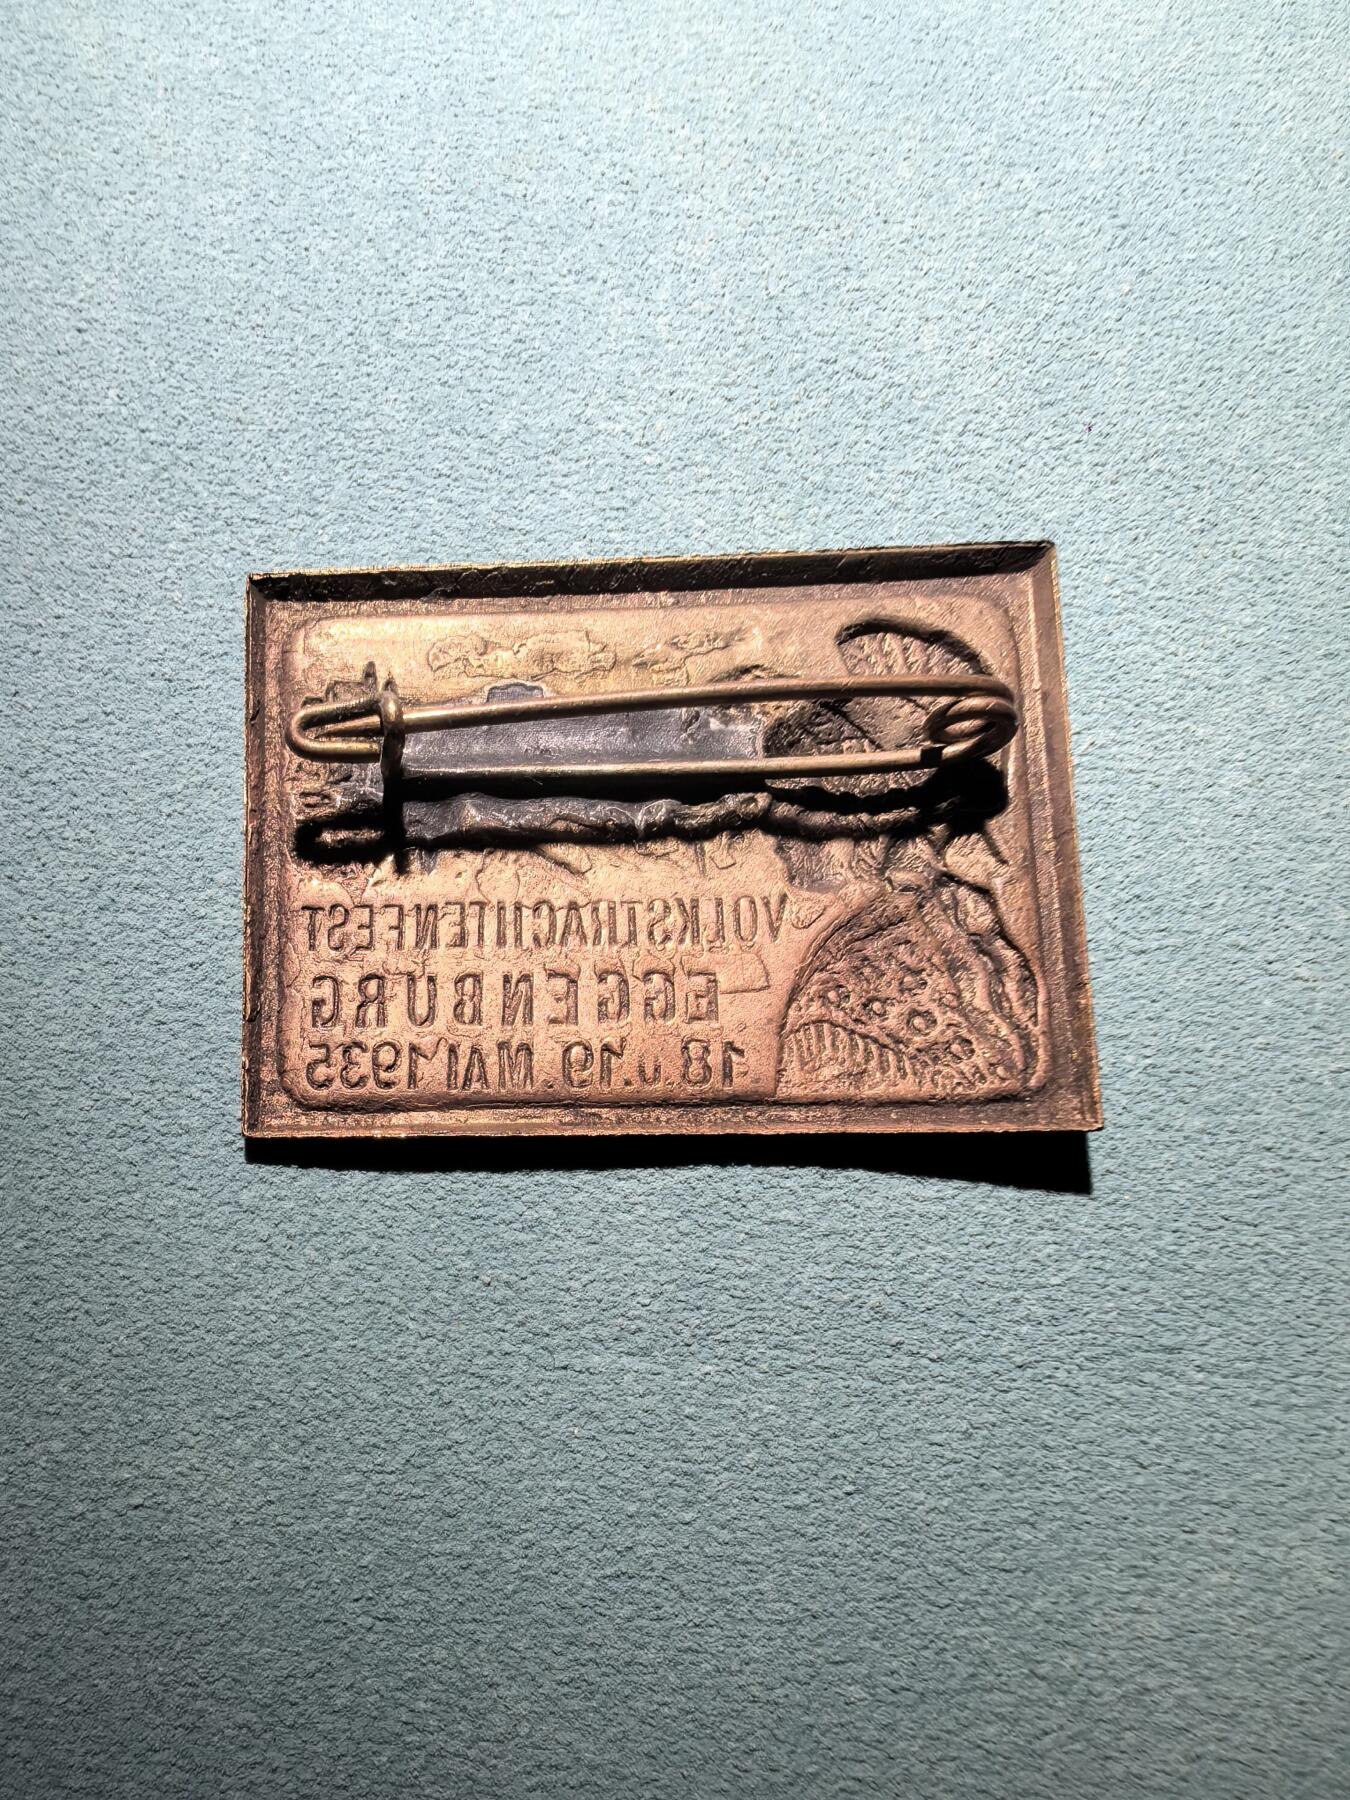 VOLKSTRACHTENFEST
EGGENBURG
18.u.19. MAI 1935